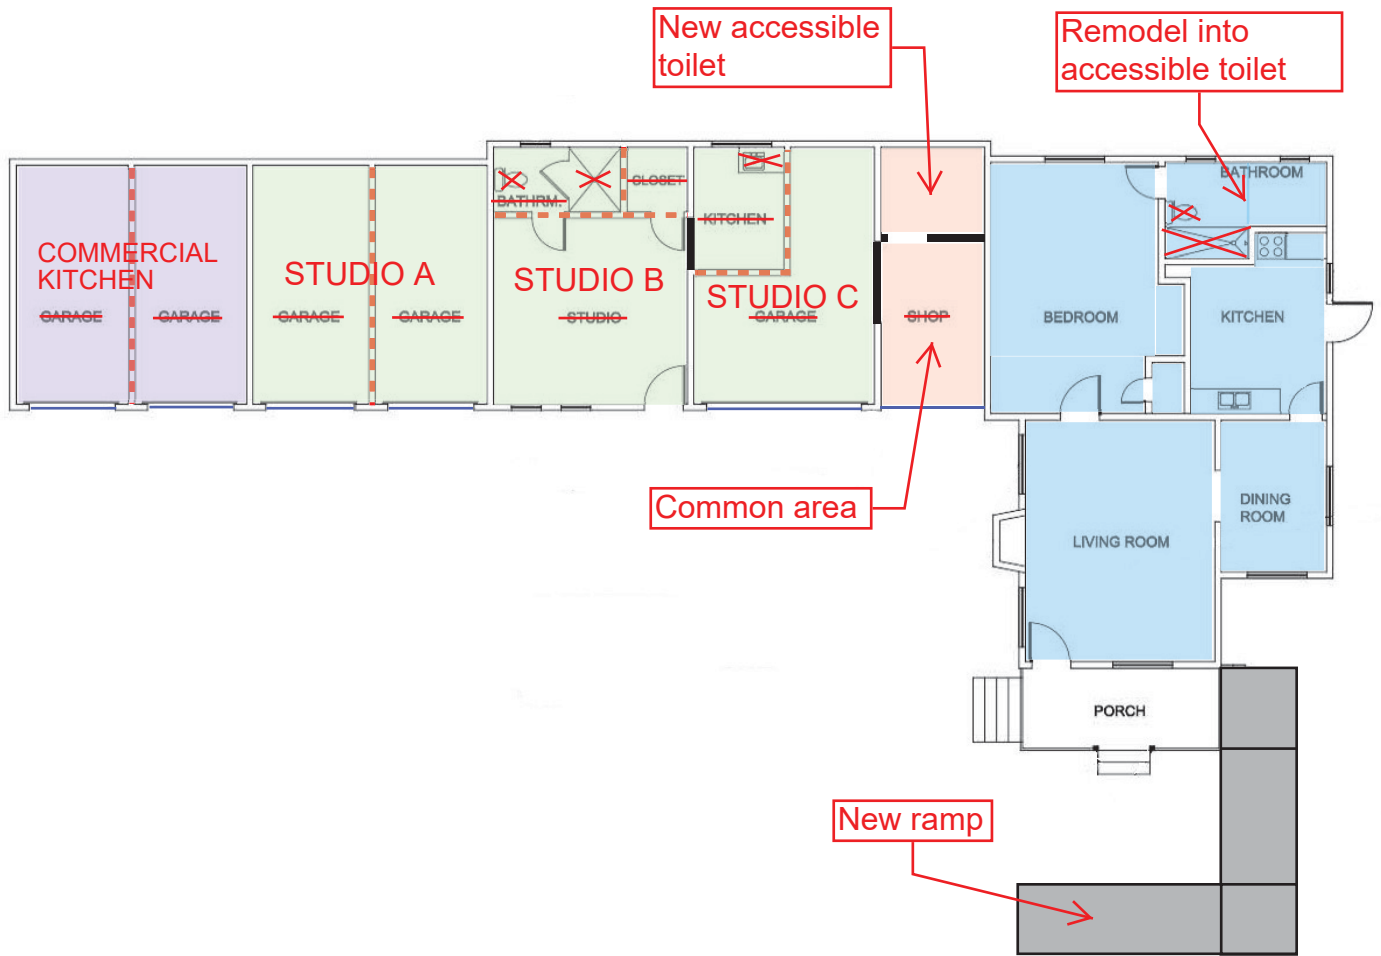 New accessible
toilet
Remodel into
accessible toilet
BATHROOM
BATHRM.
CLOSET
KITCHEN
COMMERCIAL
KITCHEN
STUDIO A
STUDIO B
STUDIO C
GARAGE
GARAGE
GARAGE
GARAGE
STUDIO
GARAGE
SHOP
BEDROOM
KITCHEN
Common area
DINING
ROOM
LIVING ROOM
PORCH
New ramp